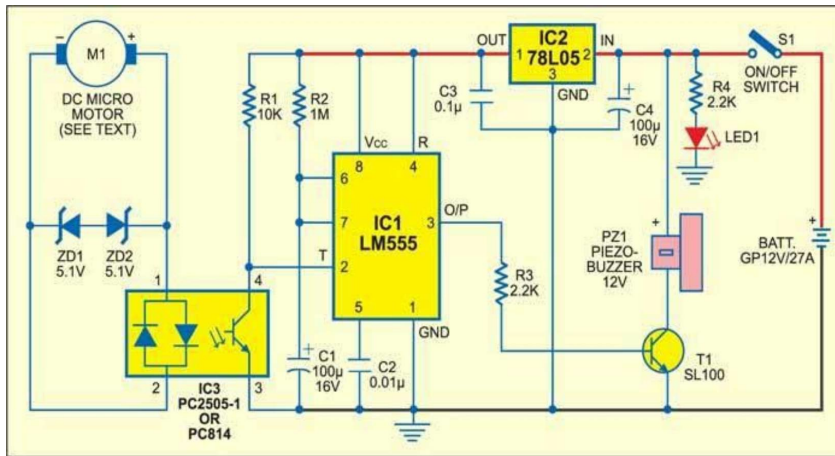 M1
DC MICRO
MOTOR
(SEE TEXT)
–
+
ZD1
5.1V
ZD2
5.1V
1
2
4
3
IC3
PC2505-1
OR
PC814
R1
10K
R2
1M
Vcc
R
8
4
6
7
T
2
5
1
3
O/P
IC1
LM555
GND
C1
100µ
16V
+
C2
0.01µ
OUT
1
IC2
78L05
2
IN
3
GND
C3
0.1µ
C4
100µ
16V
+
R3
2.2K
R4
2.2K
LED1
S1
ON/OFF
SWITCH
+
PZ1
PIEZO-
BUZZER
12V
T1
SL100
+
BATT.
GP12V/27A